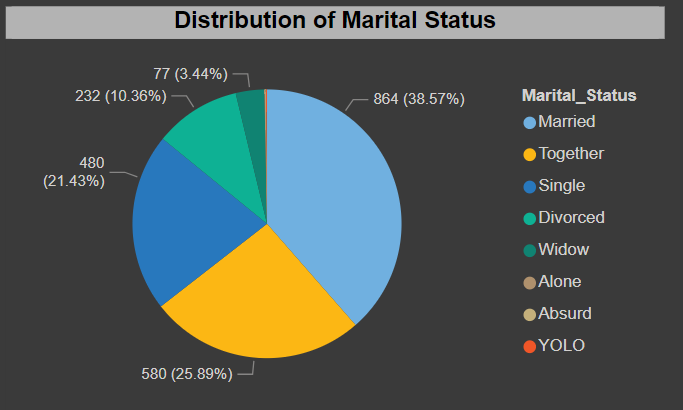 Distribution of Marital Status
77 (3.44%)
232 (10.36%)
864 (38.57%)
480
(21.43%)
580 (25.89%)
Marital_Status
Married
Together
Single
Divorced
Widow
Alone
Absurd
YOLO